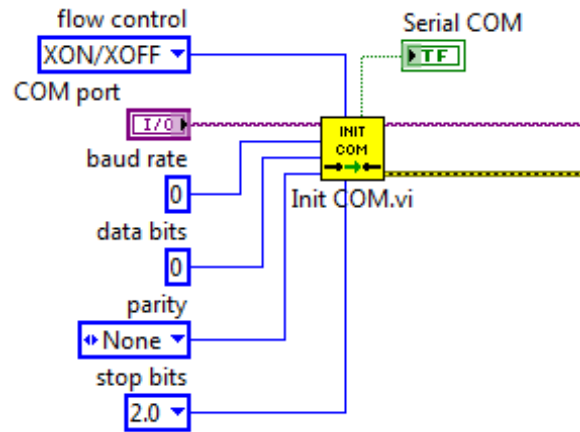 flow control
Serial COM
XON/XOFF
TF
COM port
I/O
INIT
COM
baud rate
0
Init COM.vi
data bits
0
parity
None
stop bits
2.0